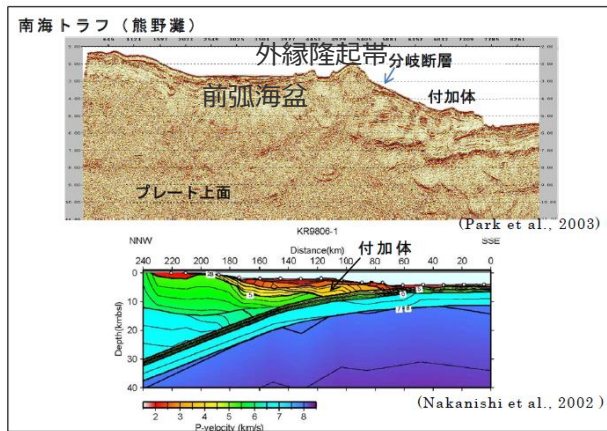 南海トラフ（熊野灘）
外縁隆起帯
分岐断層
前弧海盆
付加体
プレート上面
(Park et al., 2003)
KR9806-1
NNW
Distance(km)
付加体
SSE
240 220 200 180 160 140 120 100 80 60 40 20 0
0
10
20
30
40
Depth(kmbsl)
2 3 4 5 6 7 8
P-velocity (km/s)
(Nakanishi et al., 2002 )